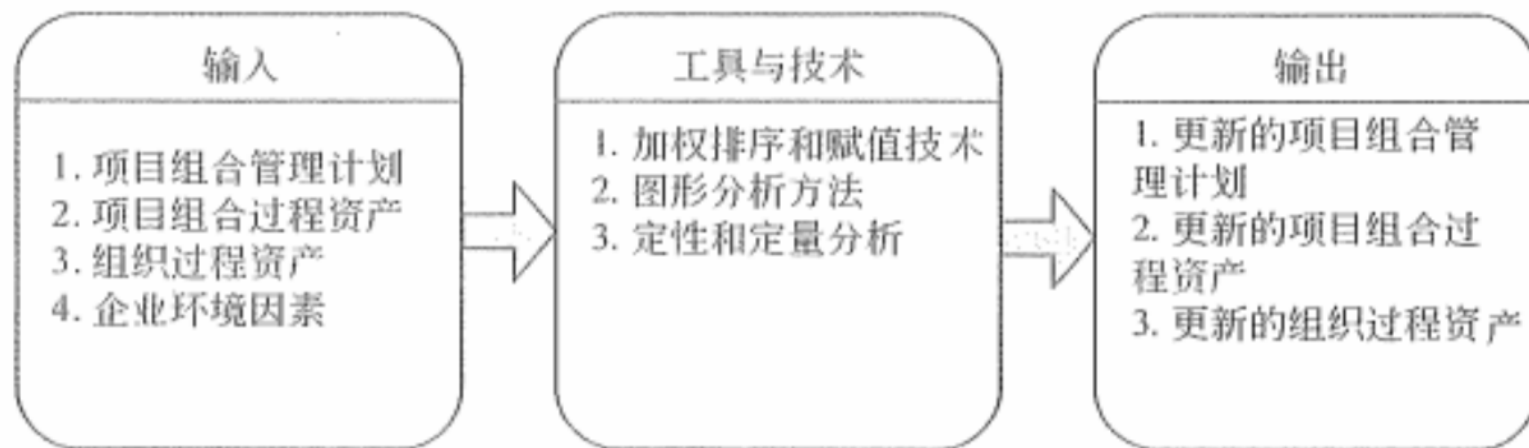 输入
1. 项目组合管理计划
2. 项目组合过程资产
3. 组织过程资产
4. 企业环境因素
工具与技术
1. 加权排序和赋值技术
2. 图形分析方法
3. 定性和定量分析
输出
1. 更新的项目组合管
理计划
2. 更新的项目组合过
程资产
3. 更新的组织过程资产